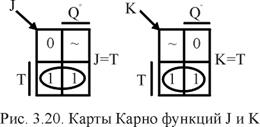 J Q- K Q-
0 ~ ~ 0
J=T K=T
T 1 1 T 1 1
Рис. 3.20. Карты Карно функций J и K